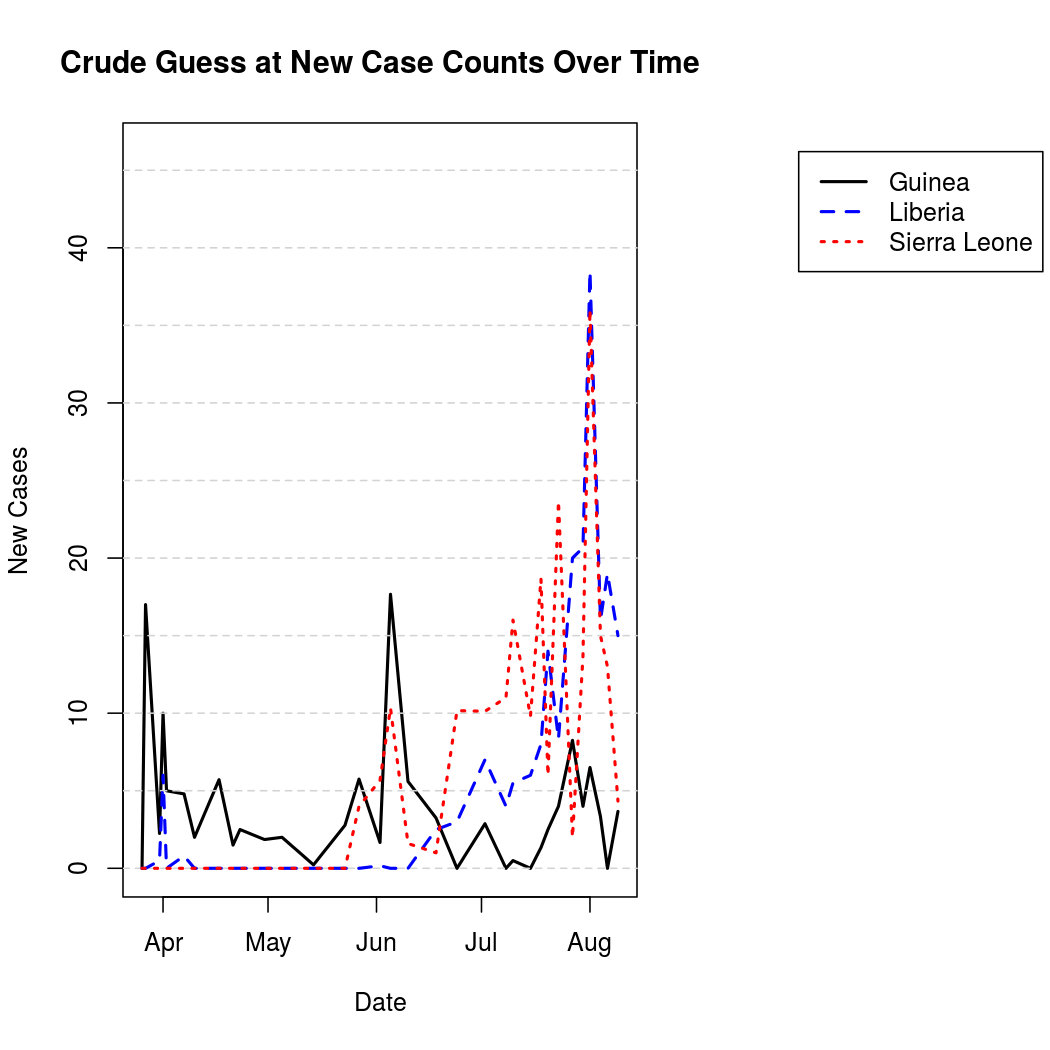 Crude Guess at New Case Counts Over Time
Guinea
Liberia
Sierra Leone
New Cases
40
30
20
10
0
Apr May Jun Jul Aug
Date